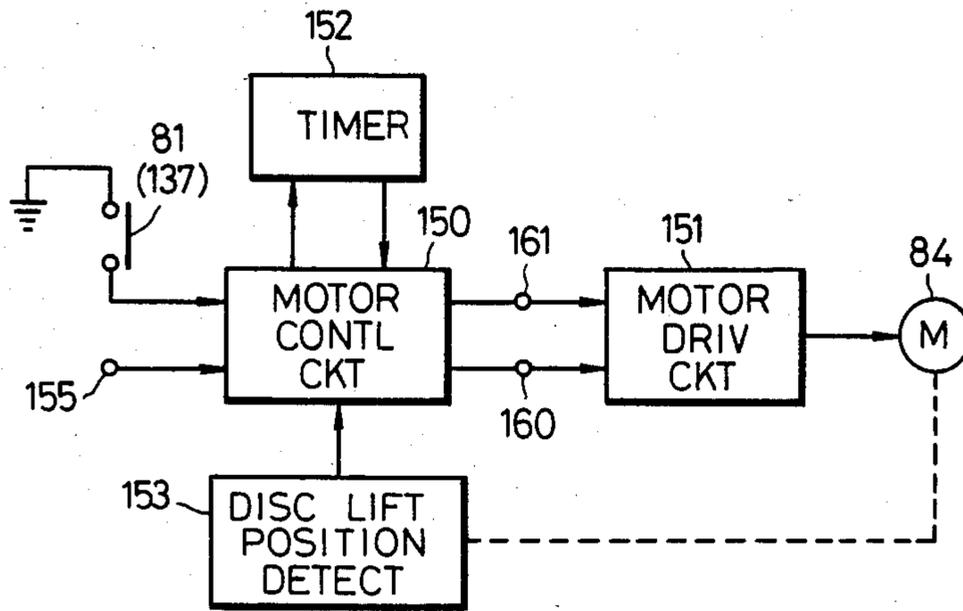 152
TIMER
81
(137)
150
161
151
84
MOTOR
CONTL
CKT
MOTOR
DRIV
CKT
M
155
160
153
DISC LIFT
POSITION
DETECT